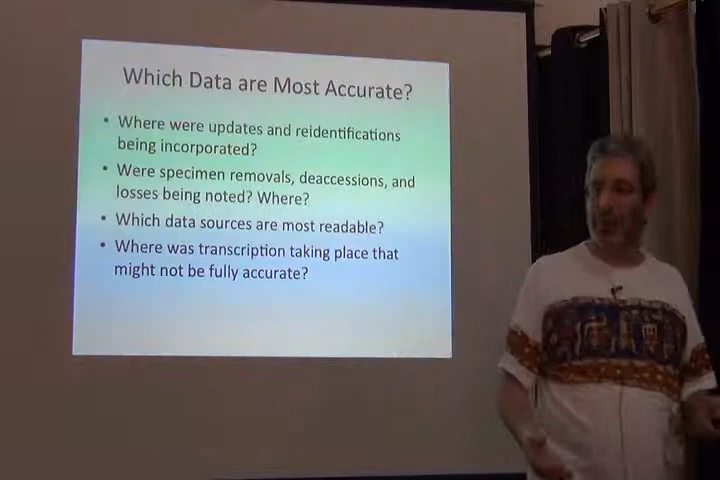 Which Data are Most Accurate?
• Where were updates and reidentifications
being incorporated?
• Were specimen removals, deaccessions, and
losses being noted? Where?
• Which data sources are most readable?
• Where was transcription taking place that
might not be fully accurate?